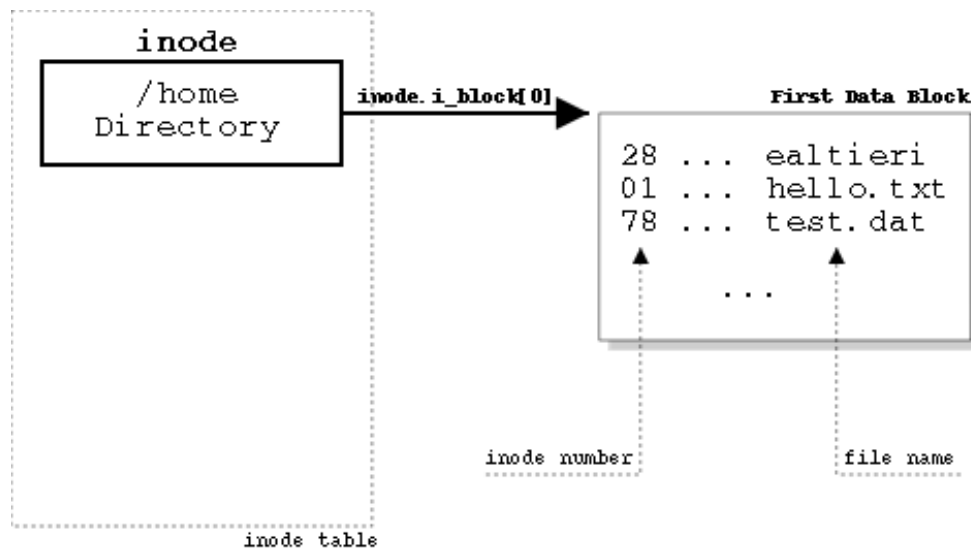 inode
/home
Directory
inode.i_block[0]
First Data Block
28 ... ealtieri
01 ... hello.txt
78 ... test.dat
...
inode number
file name
inode table